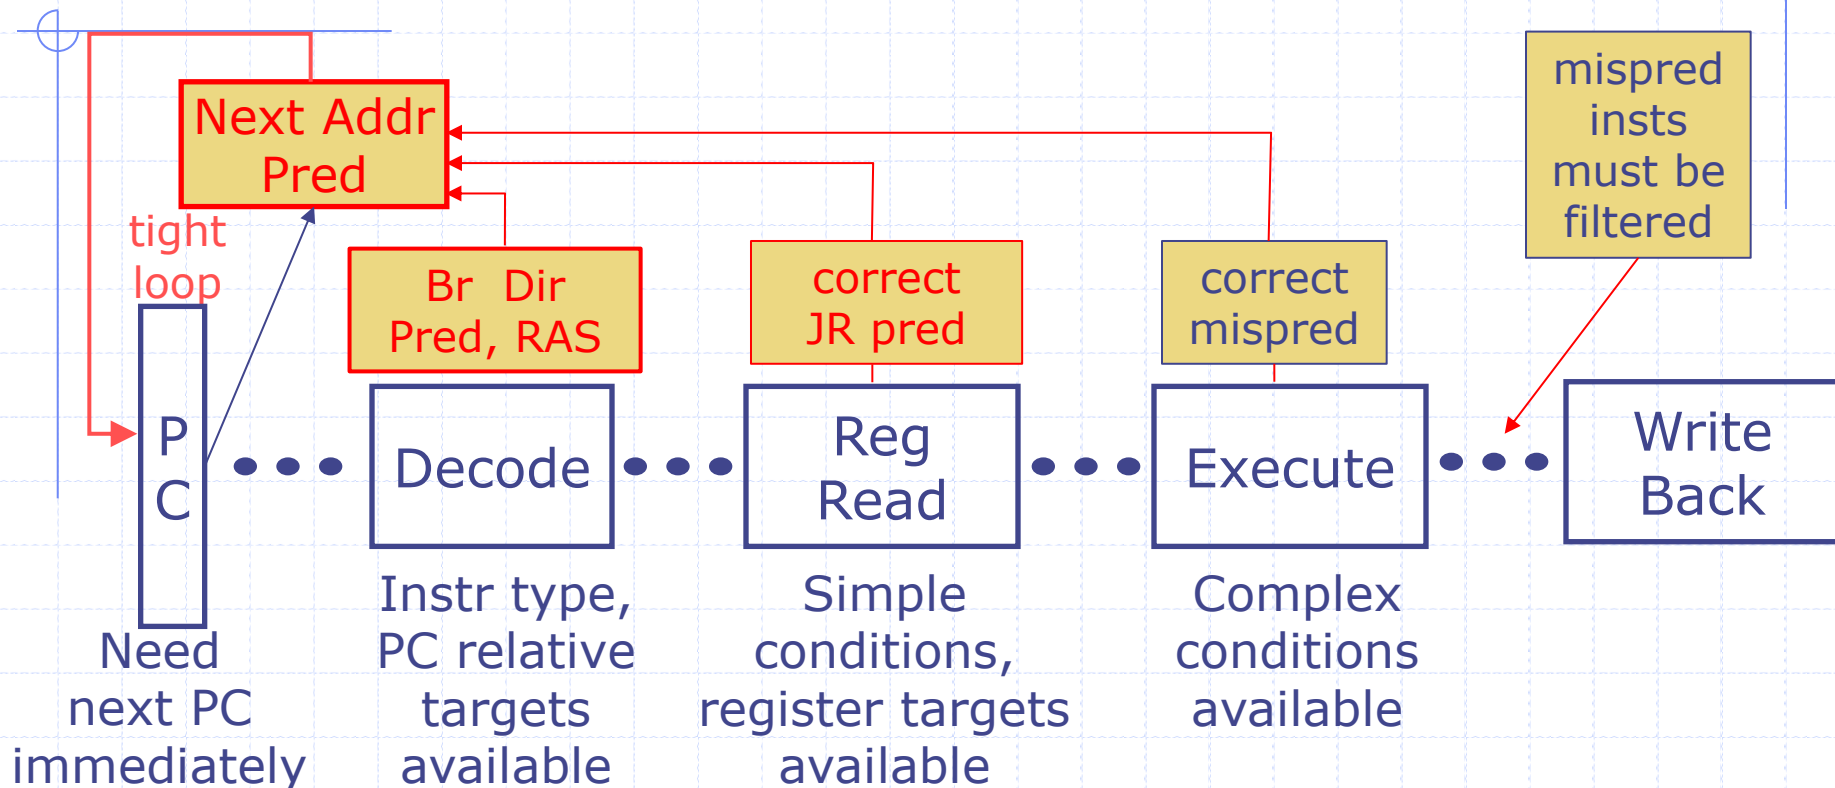 Next Addr
Pred
tight
loop
Br Dir
Pred, RAS
correct
JR pred
correct
mispred
mispred
insts
must be
filtered
P
C
Decode
Reg
Read
Execute
Write
Back
Need
next PC
immediately
Instr type,
PC relative
targets
available
Simple
conditions,
register targets
available
Complex
conditions
available